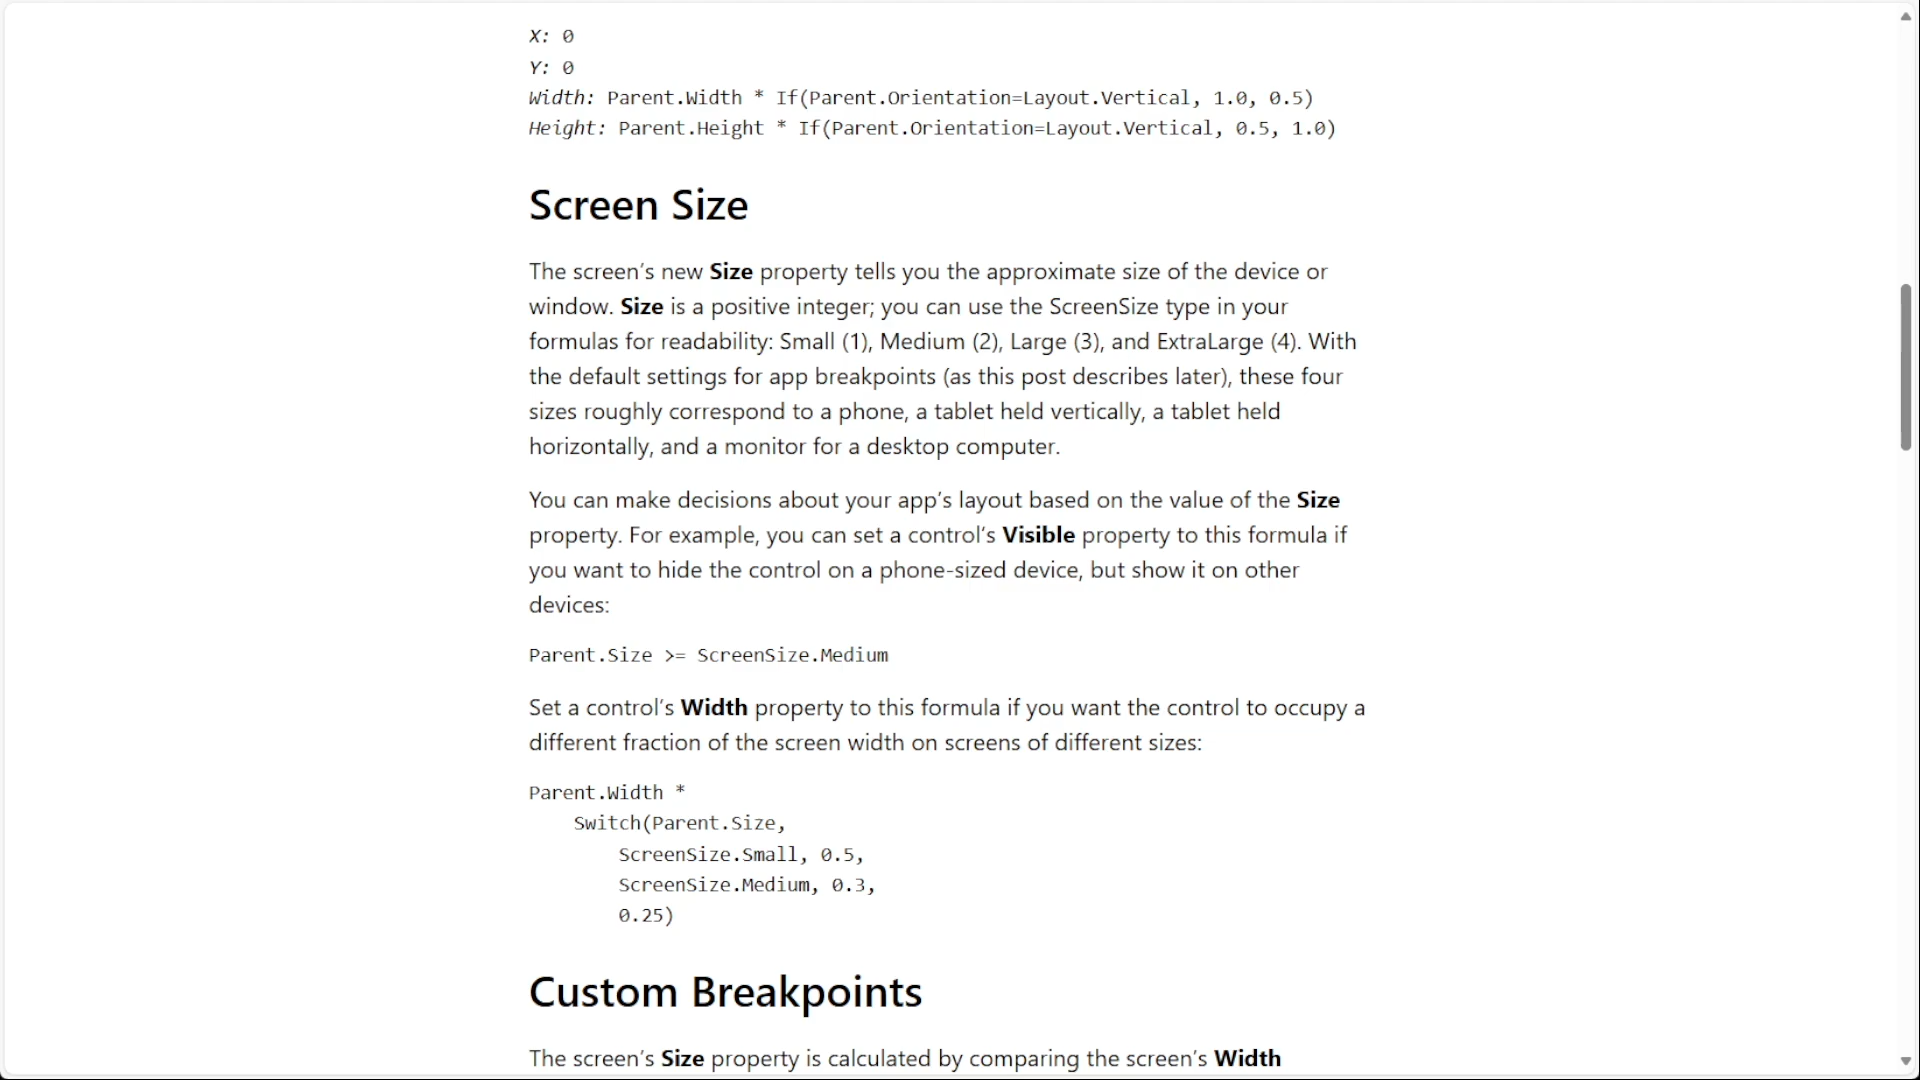 X: 0
Y: 0
Width: Parent.Width * If(Parent.Orientation=Layout.Vertical, 1.0, 0.5)
Height: Parent.Height * If(Parent.Orientation=Layout.Vertical, 0.5, 1.0)
Screen Size
The screen’s new Size property tells you the approximate size of the device or
window. Size is a positive integer; you can use the ScreenSize type in your
formulas for readability: Small (1), Medium (2), Large (3), and ExtraLarge (4). With
the default settings for app breakpoints (as this post describes later), these four
sizes roughly correspond to a phone, a tablet held vertically, a tablet held
horizontally, and a monitor for a desktop computer.
You can make decisions about your app’s layout based on the value of the Size
property. For example, you can set a control’s Visible property to this formula if
you want to hide the control on a phone-sized device, but show it on other
devices:
Parent.Size >= ScreenSize.Medium
Set a control’s Width property to this formula if you want the control to occupy a
different fraction of the screen width on screens of different sizes:
Parent.Width *
    Switch(Parent.Size,
        ScreenSize.Small, 0.5,
        ScreenSize.Medium, 0.3,
        0.25)
Custom Breakpoints
The screen’s Size property is calculated by comparing the screen’s Width